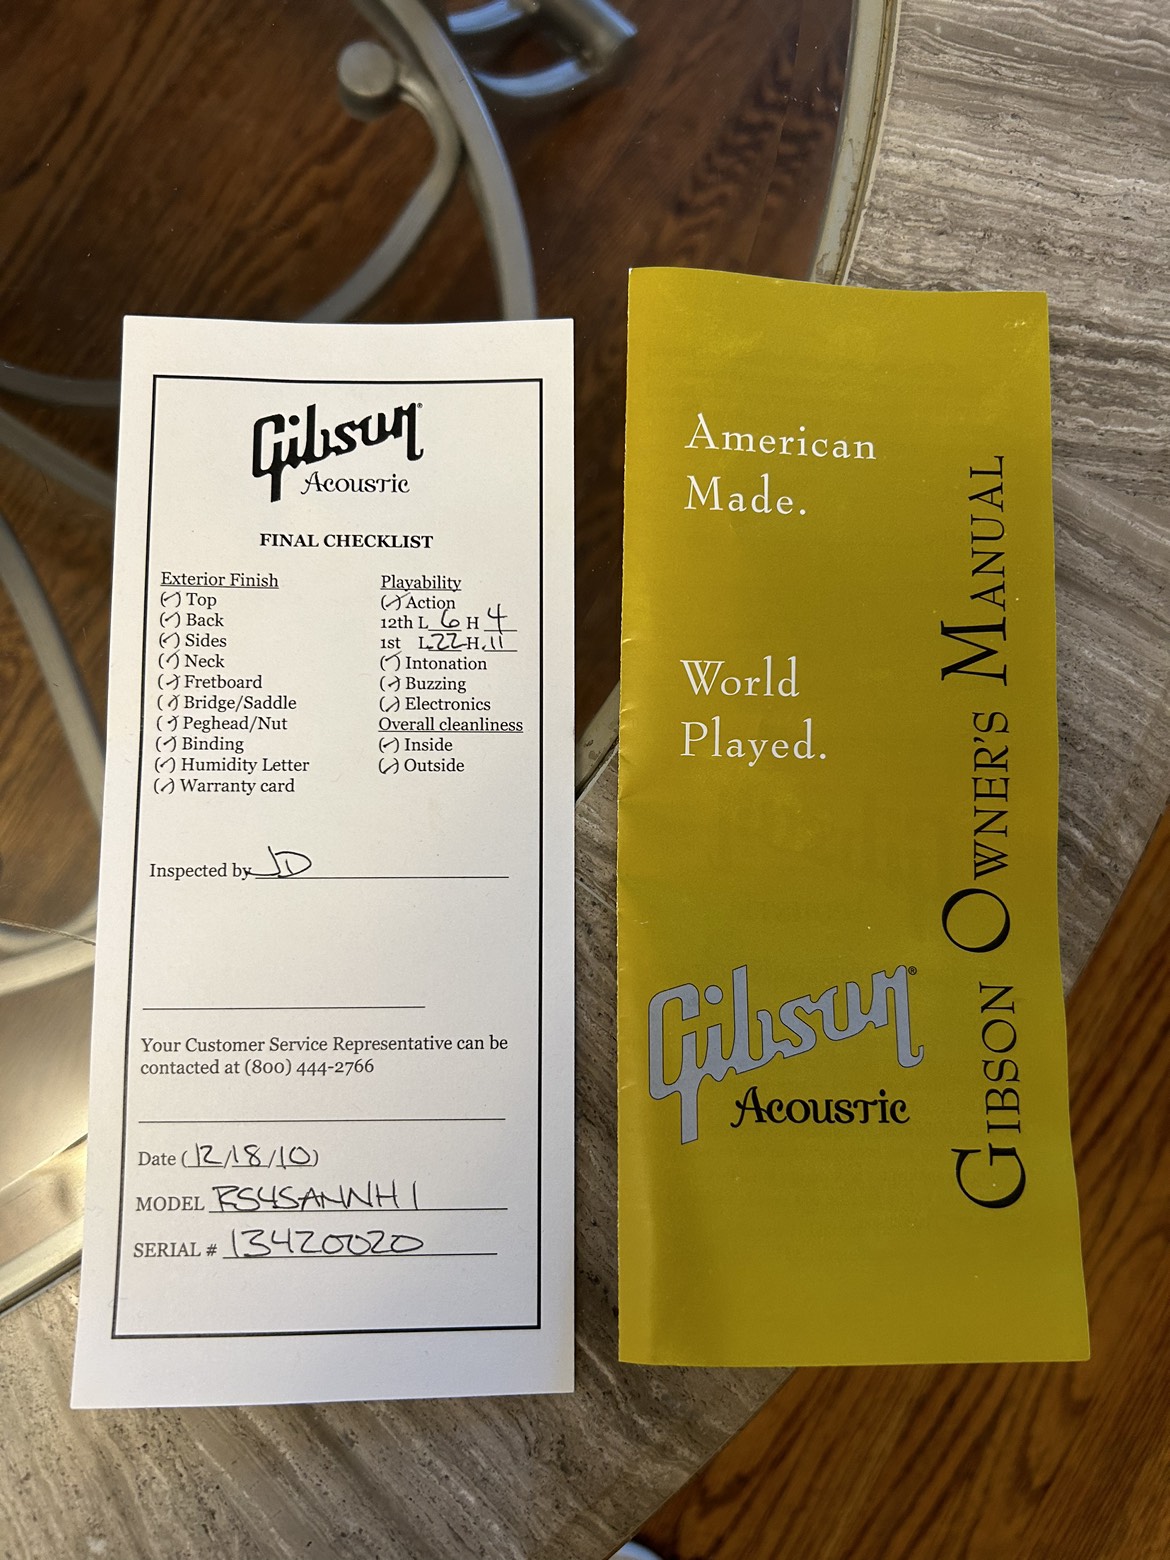 Gibson®
Acoustic
FINAL CHECKLIST
Exterior Finish
(✓) Top
(✓) Back
(✓) Sides
(✓) Neck
(✓) Fretboard
(✓) Bridge/Saddle
(✓) Peghead/Nut
(✓) Binding
(✓) Humidity Letter
(✓) Warranty card
Playability
(✓) Action
12th L 6 H 4
1st L.22 H.11
(✓) Intonation
(✓) Buzzing
(✓) Electronics
Overall cleanliness
(✓) Inside
(✓) Outside
Inspected by JD
Your Customer Service Representative can be
contacted at (800) 444-2766
Date (12/18/10)
MODEL RS4SANNH1
SERIAL # 13420020
American
Made.
World
Played.
Gibson®
Acoustic
GIBSON OWNER'S MANUAL